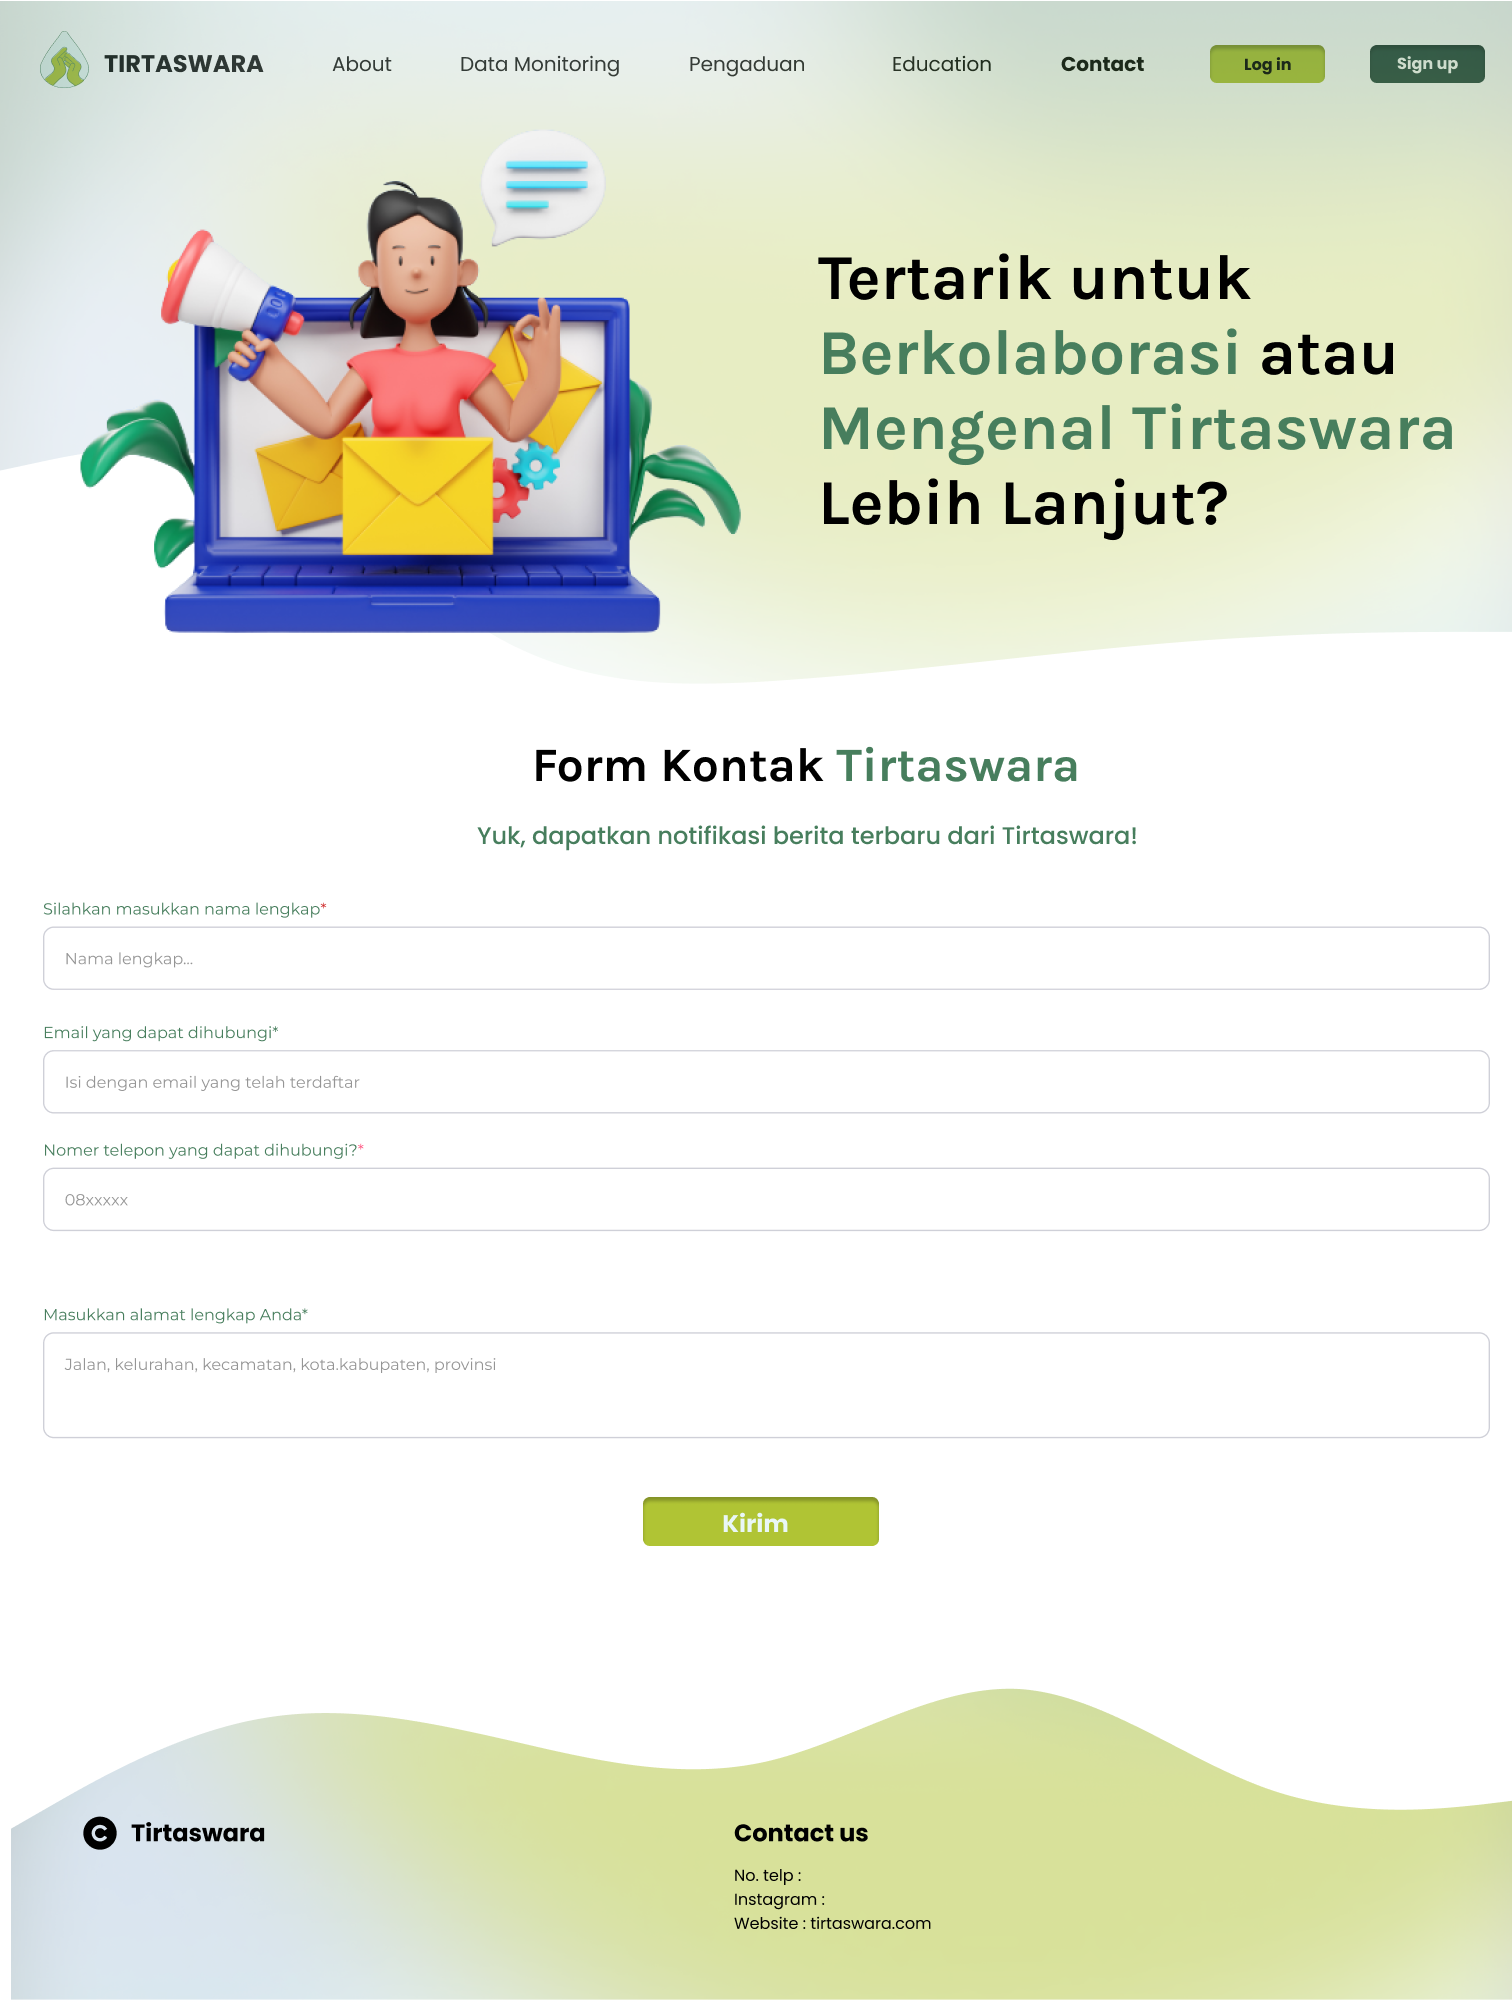 TIRTASWARA
About
Data Monitoring
Pengaduan
Education
Contact
Log in
Sign up
Tertarik untuk
Berkolaborasi atau
Mengenal Tirtaswara
Lebih Lanjut?
Form Kontak Tirtaswara
Yuk, dapatkan notifikasi berita terbaru dari Tirtaswara!
Silahkan masukkan nama lengkap*
Nama lengkap...
Email yang dapat dihubungi*
Isi dengan email yang telah terdaftar
Nomer telepon yang dapat dihubungi?*
08xxxxx
Masukkan alamat lengkap Anda*
Jalan, kelurahan, kecamatan, kota.kabupaten, provinsi
Kirim
© Tirtaswara
Contact us
No. telp :
Instagram :
Website : tirtaswara.com